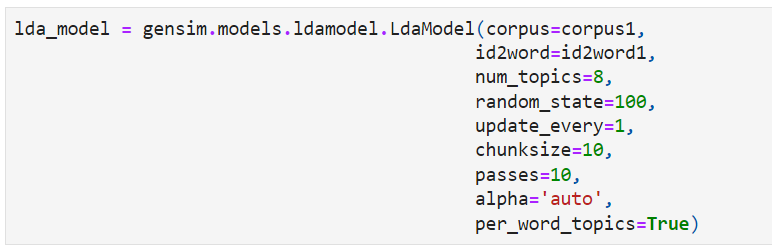 lda_model = gensim.models.ldamodel.LdaModel(corpus=corpus1,
id2word=id2word1,
num_topics=8,
random_state=100,
update_every=1,
chunksize=10,
passes=10,
alpha='auto',
per_word_topics=True)